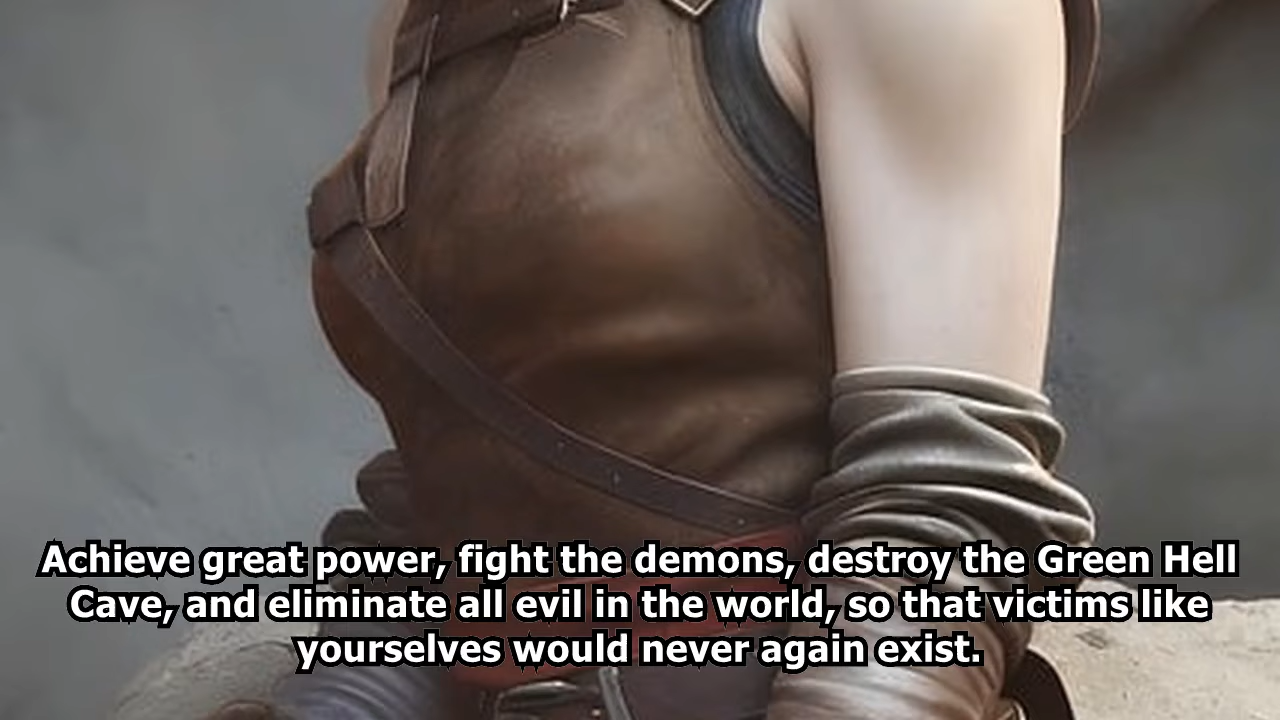 Achieve great power, fight the demons, destroy the Green Hell
Cave, and eliminate all evil in the world, so that victims like
yourselves would never again exist.